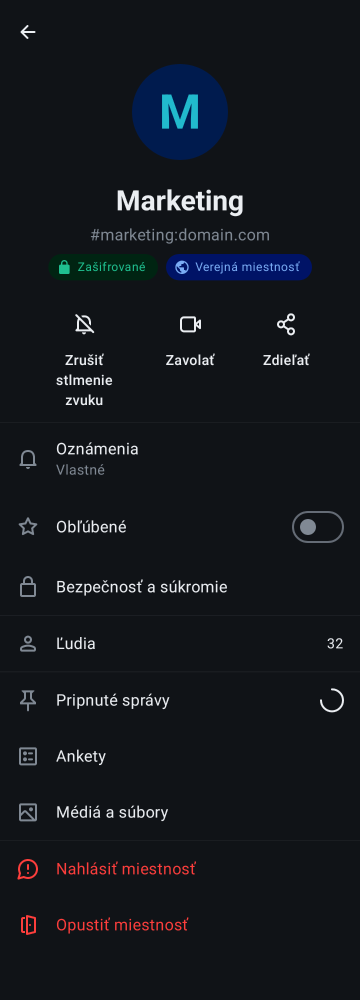 M
Marketing
#marketing:domain.com
Zašifrované
Verejná miestnosť
Zrušiť
stlmenie
zvuku
Zavolať
Zdieľať
Oznámenia
Vlastné
Obľúbené
Bezpečnosť a súkromie
Ľudia
32
Pripnuté správy
Ankety
Médiá a súbory
Nahlásiť miestnosť
Opustiť miestnosť